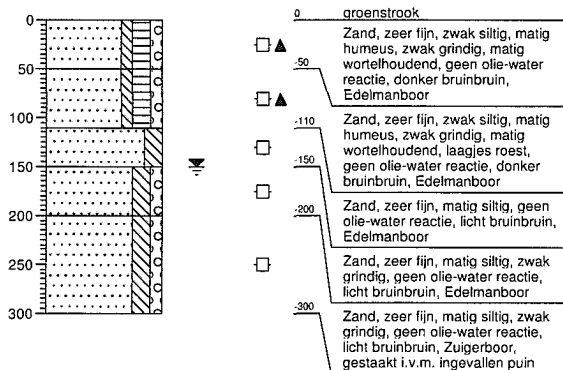 0
50
100
150
200
250
300
0 groenstrook
Zand, zeer fijn, zwak siltig, matig
humeus, zwak grindig, matig
wortelhoudend, geen olie-water
reactie, donker bruinbruin,
Edelmanboor
-50
Zand, zeer fijn, zwak siltig, matig
humeus, zwak grindig, matig
wortelhoudend, laagjes roest,
geen olie-water reactie, donker
bruinbruin, Edelmanboor
-110
Zand, zeer fijn, matig siltig, geen
olie-water reactie, licht bruinbruin,
Edelmanboor
-150
Zand, zeer fijn, matig siltig, zwak
grindig, geen olie-water reactie,
licht bruinbruin, Edelmanboor
-200
Zand, zeer fijn, matig siltig, zwak
grindig, geen olie-water reactie,
licht bruinbruin, Zuigerboor,
gestaakt i.v.m. ingevallen puin
-300